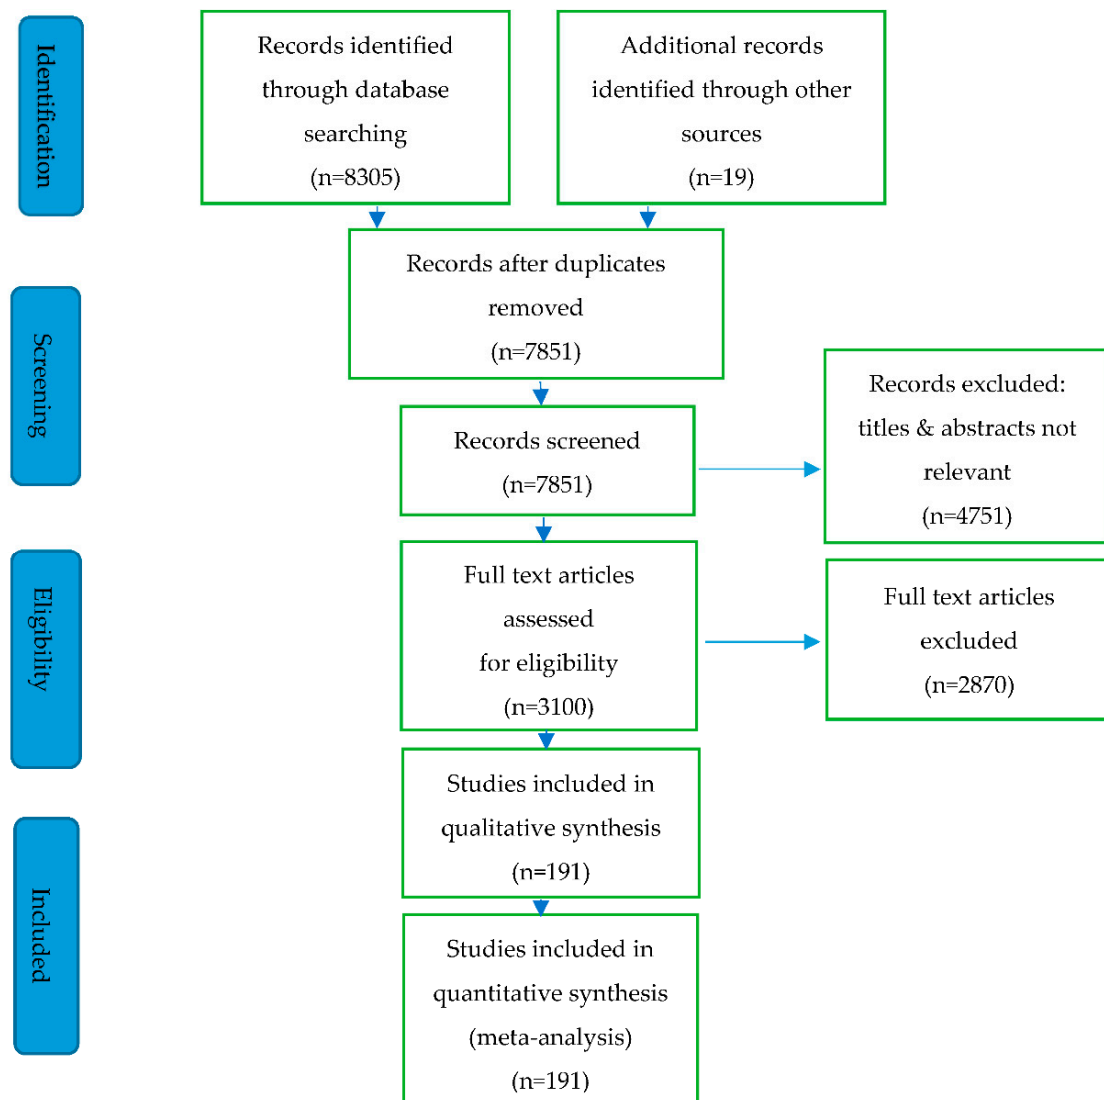 Identification
Records identified
through database
searching
(n=8305)
Additional records
identified through other
sources
(n=19)
Records after duplicates
removed
(n=7851)
Screening
Records screened
(n=7851)
Records excluded:
titles & abstracts not
relevant
(n=4751)
Eligibility
Full text articles
assessed
for eligibility
(n=3100)
Full text articles
excluded
(n=2870)
Included
Studies included in
qualitative synthesis
(n=191)
Studies included in
quantitative synthesis
(meta-analysis)
(n=191)